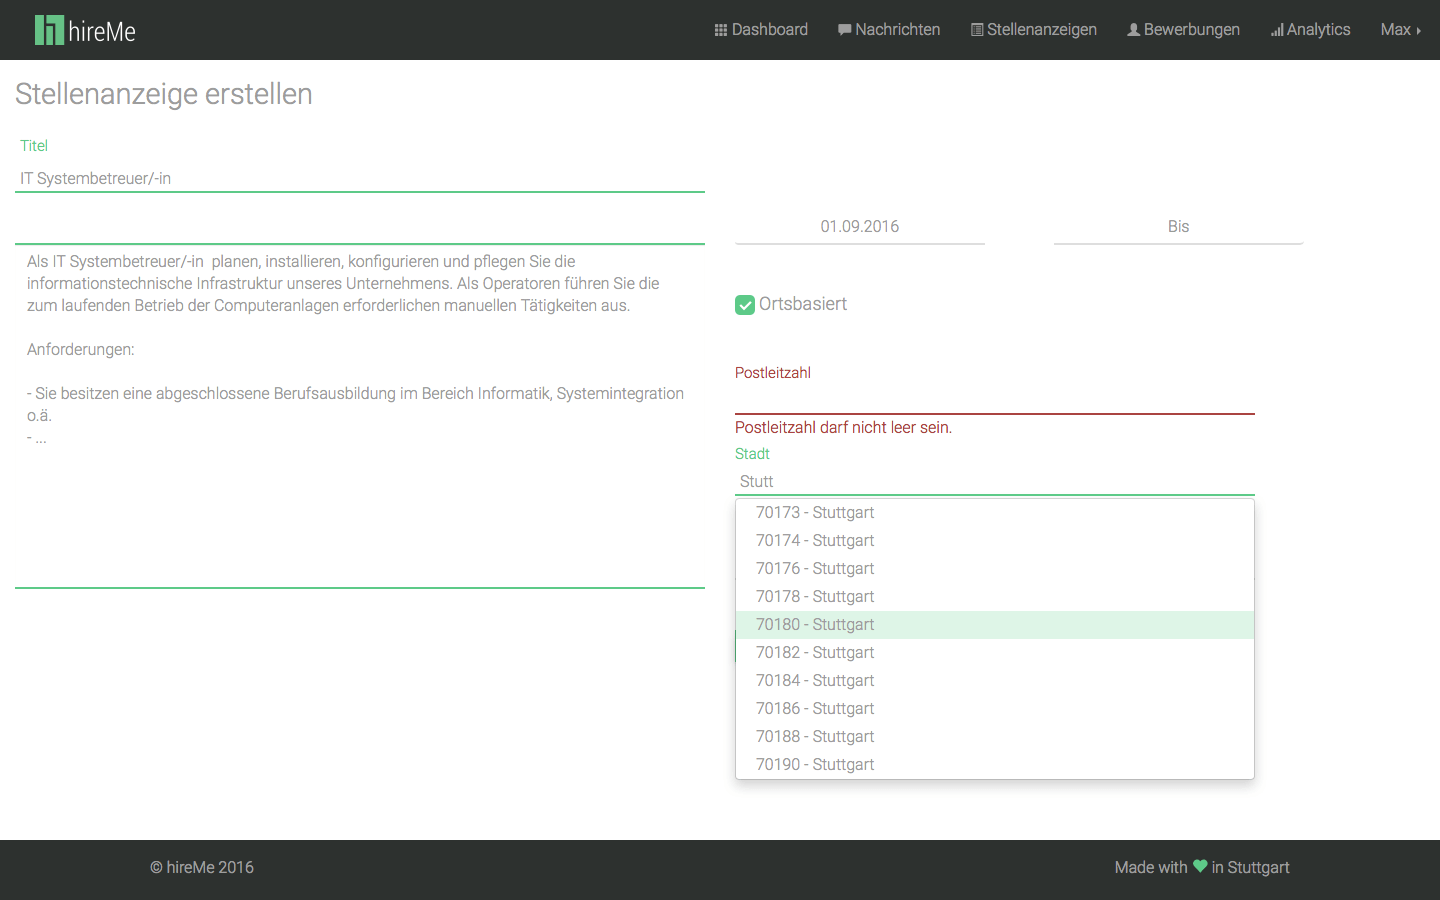 hireMe
Dashboard
Nachrichten
Stellenanzeigen
Bewerbungen
Analytics
Max
Stellenanzeige erstellen
Titel
IT Systembetreuer/-in
Als IT Systembetreuer/-in  planen, installieren, konfigurieren und pflegen Sie die
informationstechnische Infrastruktur unseres Unternehmens. Als Operatoren führen Sie die
zum laufenden Betrieb der Computeranlagen erforderlichen manuellen Tätigkeiten aus.
Anforderungen:
- Sie besitzen eine abgeschlossene Berufsausbildung im Bereich Informatik, Systemintegration
o.ä.
- ...
01.09.2016
Bis
Ortsbasiert
Postleitzahl
Postleitzahl darf nicht leer sein.
Stadt
Stutt
70173 - Stuttgart
70174 - Stuttgart
70176 - Stuttgart
70178 - Stuttgart
70180 - Stuttgart
70182 - Stuttgart
70184 - Stuttgart
70186 - Stuttgart
70188 - Stuttgart
70190 - Stuttgart
© hireMe 2016
Made with ♥ in Stuttgart